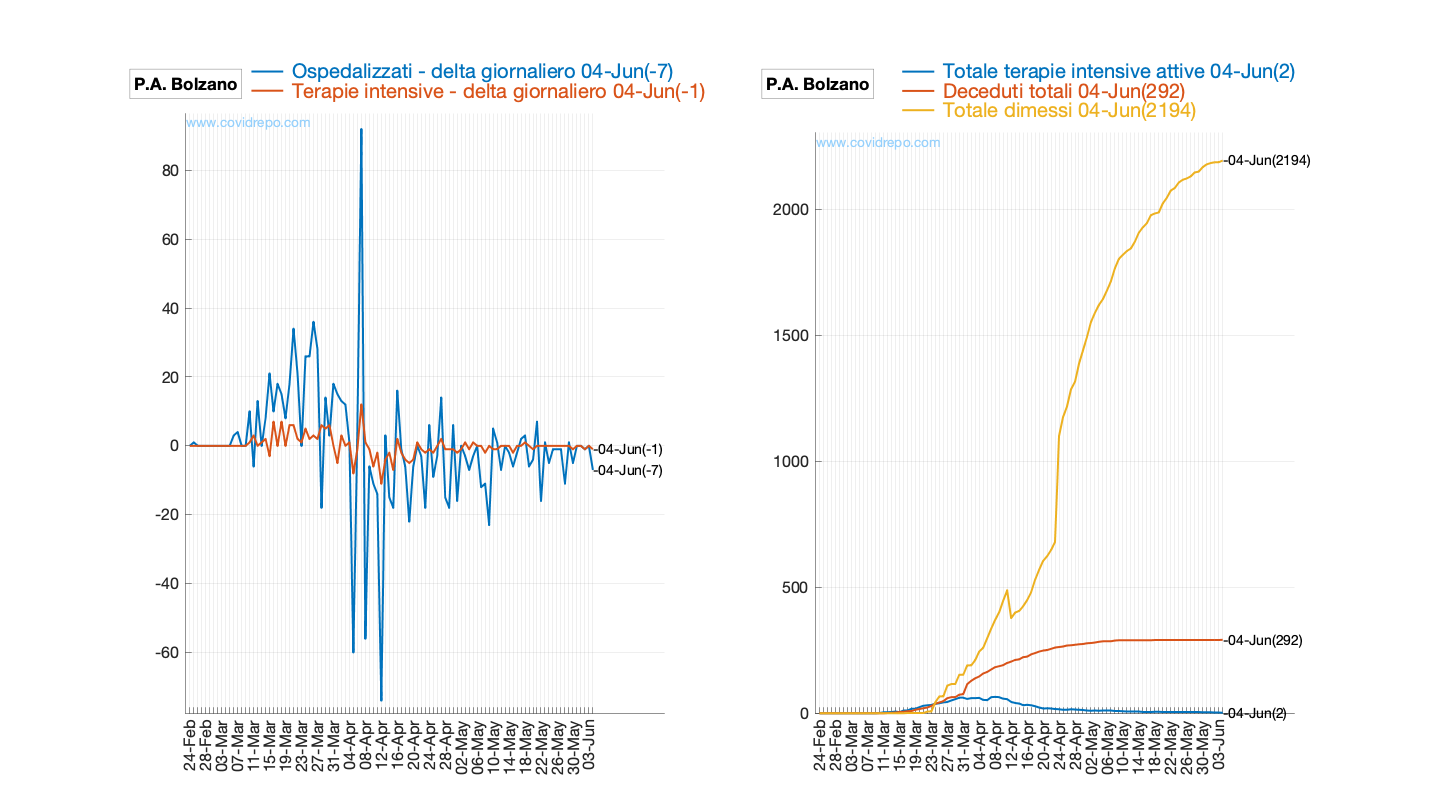 P.A. Bolzano
Ospedalizzati - delta giornaliero 04-Jun(-7)
Terapie intensive - delta giornaliero 04-Jun(-1)
www.covidrepo.com
80
60
40
20
0
-20
-40
-60
-04-Jun(-1)
-04-Jun(-7)
24-Feb
28-Feb
03-Mar
07-Mar
11-Mar
15-Mar
19-Mar
23-Mar
27-Mar
31-Mar
04-Apr
08-Apr
12-Apr
16-Apr
20-Apr
24-Apr
28-Apr
02-May
06-May
10-May
14-May
18-May
22-May
26-May
30-May
03-Jun
P.A. Bolzano
Totale terapie intensive attive 04-Jun(2)
Deceduti totali 04-Jun(292)
Totale dimessi 04-Jun(2194)
www.covidrepo.com
2000
1500
1000
500
0
-04-Jun(2194)
-04-Jun(292)
-04-Jun(2)
24-Feb
28-Feb
03-Mar
07-Mar
11-Mar
15-Mar
19-Mar
23-Mar
27-Mar
31-Mar
04-Apr
08-Apr
12-Apr
16-Apr
20-Apr
24-Apr
28-Apr
02-May
06-May
10-May
14-May
18-May
22-May
26-May
30-May
03-Jun